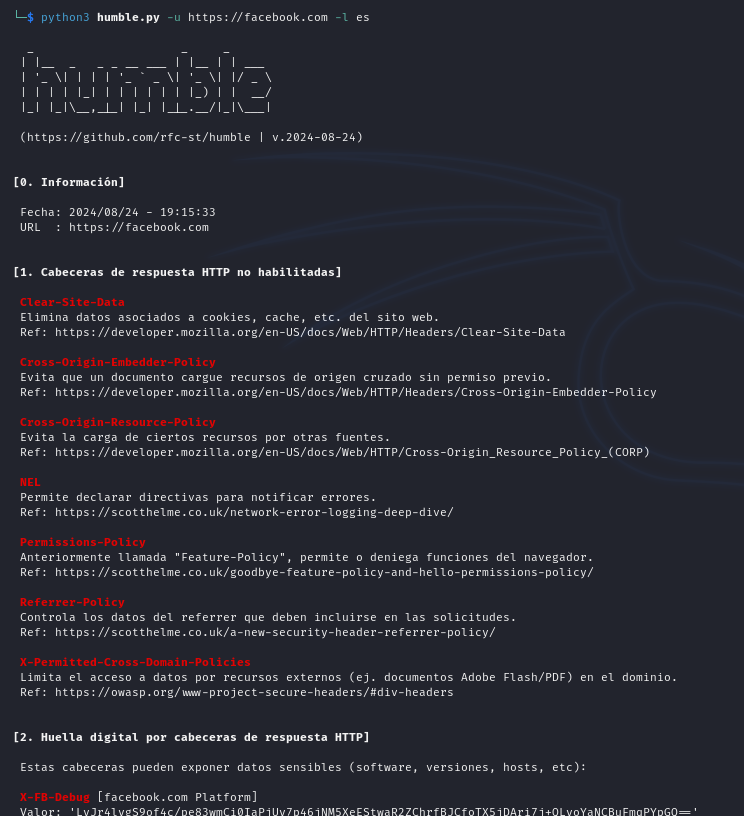 └─$ python3 humble.py -u https://facebook.com -l es
humble
(https://github.com/rfc-st/humble | v.2024-08-24)
[0. Información]
Fecha: 2024/08/24 - 19:15:33
URL  : https://facebook.com
[1. Cabeceras de respuesta HTTP no habilitadas]
Clear-Site-Data
Elimina datos asociados a cookies, cache, etc. del sito web.
Ref: https://developer.mozilla.org/en-US/docs/Web/HTTP/Headers/Clear-Site-Data
Cross-Origin-Embedder-Policy
Evita que un documento cargue recursos de origen cruzado sin permiso previo.
Ref: https://developer.mozilla.org/en-US/docs/Web/HTTP/Headers/Cross-Origin-Embedder-Policy
Cross-Origin-Resource-Policy
Evita la carga de ciertos recursos por otras fuentes.
Ref: https://developer.mozilla.org/en-US/docs/Web/HTTP/Cross-Origin_Resource_Policy_(CORP)
NEL
Permite declarar directivas para notificar errores.
Ref: https://scotthelme.co.uk/network-error-logging-deep-dive/
Permissions-Policy
Anteriormente llamada "Feature-Policy", permite o deniega funciones del navegador.
Ref: https://scotthelme.co.uk/goodbye-feature-policy-and-hello-permissions-policy/
Referrer-Policy
Controla los datos del referrer que deben incluirse en las solicitudes.
Ref: https://scotthelme.co.uk/a-new-security-header-referrer-policy/
X-Permitted-Cross-Domain-Policies
Limita el acceso a datos por recursos externos (ej. documentos Adobe Flash/PDF) en el dominio.
Ref: https://owasp.org/www-project-secure-headers/#div-headers
[2. Huella digital por cabeceras de respuesta HTTP]
Estas cabeceras pueden exponer datos sensibles (software, versiones, hosts, etc):
X-FB-Debug [facebook.com Platform]
Valor: